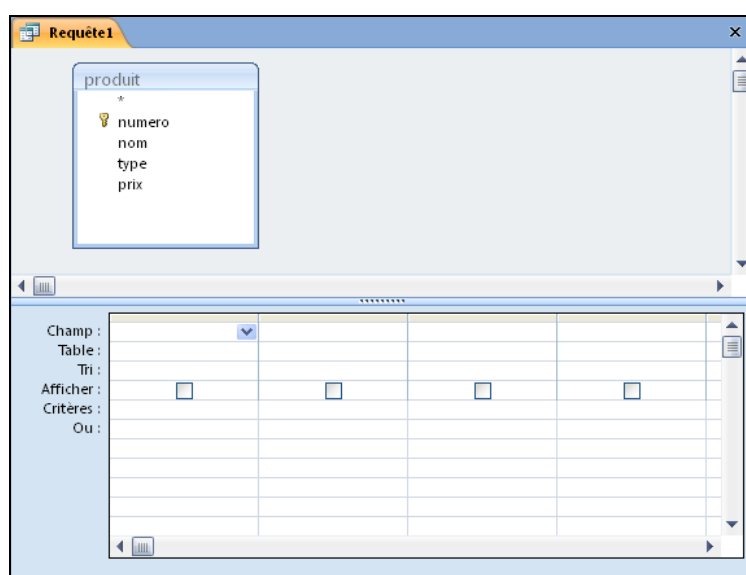 Requête1
produit
*
numero
nom
type
prix
Champ :
Table :
Tri :
Afficher :
Critères :
Ou :